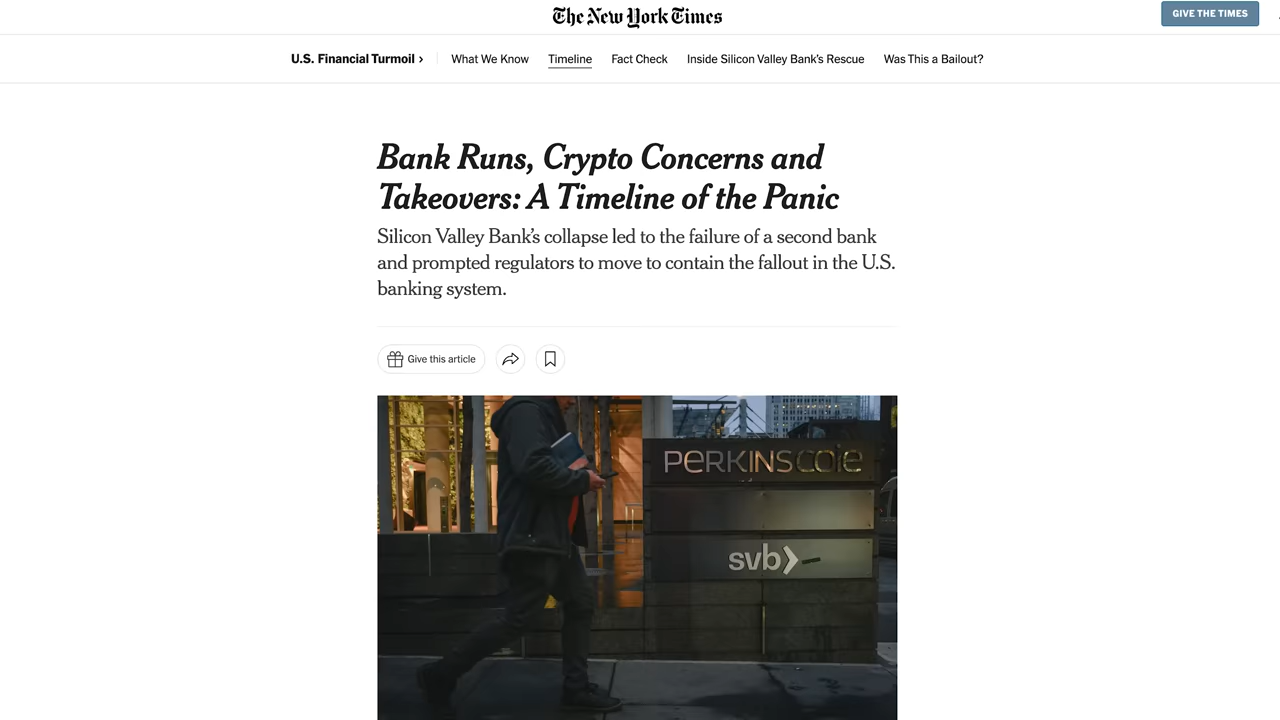 The New York Times
GIVE THE TIMES
U.S. Financial Turmoil › What We Know Timeline Fact Check Inside Silicon Valley Bank's Rescue Was This a Bailout?
Bank Runs, Crypto Concerns and
Takeovers: A Timeline of the Panic
Silicon Valley Bank's collapse led to the failure of a second bank
and prompted regulators to move to contain the fallout in the U.S.
banking system.
Give this article
PERKINSCOIE
svb